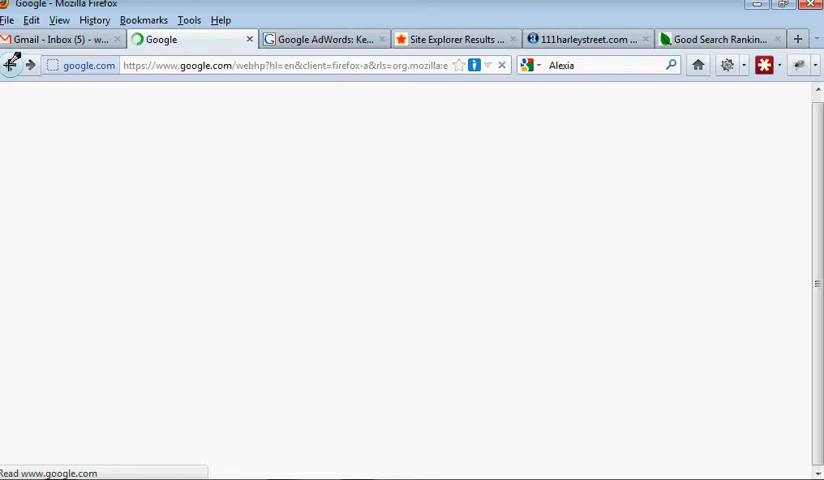 Google - Mozilla Firefox
File Edit View History Bookmarks Tools Help
Gmail - Inbox (5) - w... Google Google AdWords: Ke... Site Explorer Results ... 111harleystreet.com ... Good Search Rankin...
google.com https://www.google.com/webhp?hl=en&client=firefox-a&rls=org.mozilla:e Alexia
Read www.google.com